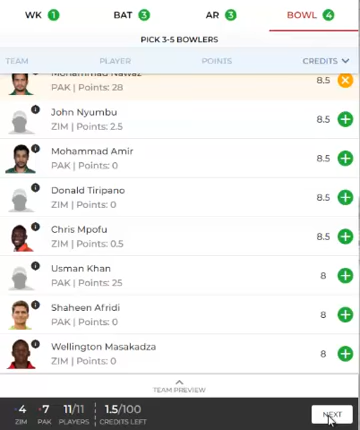 WK 1 BAT 3 AR 3 BOWL 4
PICK 3-5 BOWLERS
TEAM PLAYER POINTS CREDITS
Mohammad Nawaz 8.5
PAK | Points: 28
John Nyumbu 8.5
ZIM | Points: 2.5
Mohammad Amir 8.5
PAK | Points: 0
Donald Tiripano 8.5
ZIM | Points: 0
Chris Mpofu 8.5
ZIM | Points: 0.5
Usman Khan 8
PAK | Points: 25
Shaheen Afridi 8
PAK | Points: 0
Wellington Masakadza 8
ZIM | Points: 0
TEAM PREVIEW
4 7 11/11 1.5/100 NEXT
ZIM PAK PLAYERS CREDITS LEFT